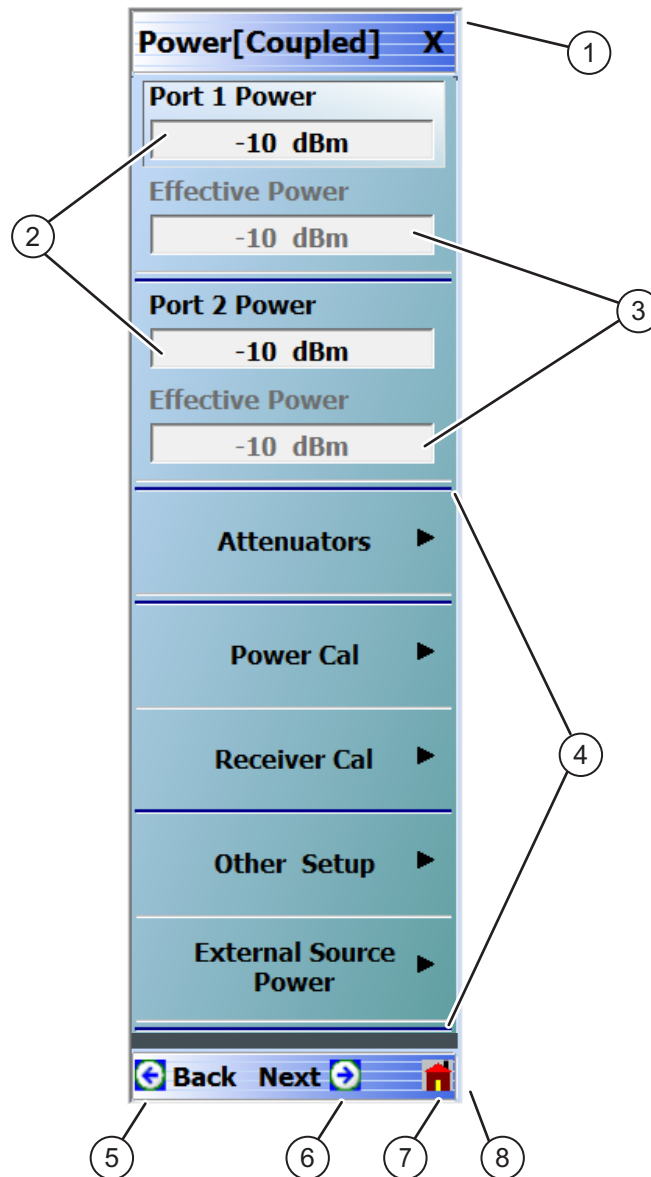 Power[Coupled] X
1
Port 1 Power
-10 dBm
Effective Power
-10 dBm
2
3
Port 2 Power
-10 dBm
Effective Power
-10 dBm
Attenuators
Power Cal
Receiver Cal
4
Other Setup
External Source
Power
Back Next
5 6 7 8